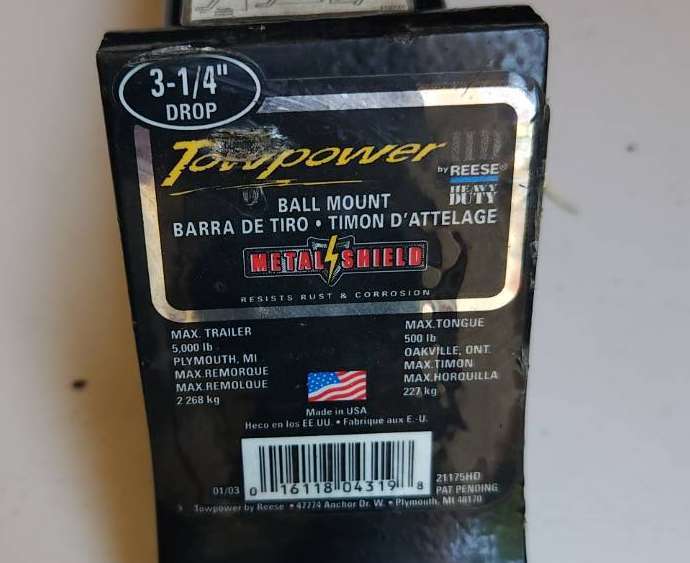 3-1/4"
DROP
Towpower
by REESE®
HEAVY
DUTY
BALL MOUNT
BARRA DE TIRO • TIMON D'ATTELAGE
METAL SHIELD
RESISTS RUST & CORROSION
MAX. TRAILER
5,000 lb
PLYMOUTH, MI
MAX.REMORQUE
MAX.REMOLQUE
2 268 kg
MAX.TONGUE
500 lb
OAKVILLE, ONT.
MAX.TIMON
MAX.HORQUILLA
227 kg
Made in USA
Heco en los EE.UU. • Fabrique aux E.-U.
01/03
0 16118 04319 8
21175HD
PAT PENDING
Towpower by Reese • 47774 Anchor Dr. W. • Plymouth, MI 48170